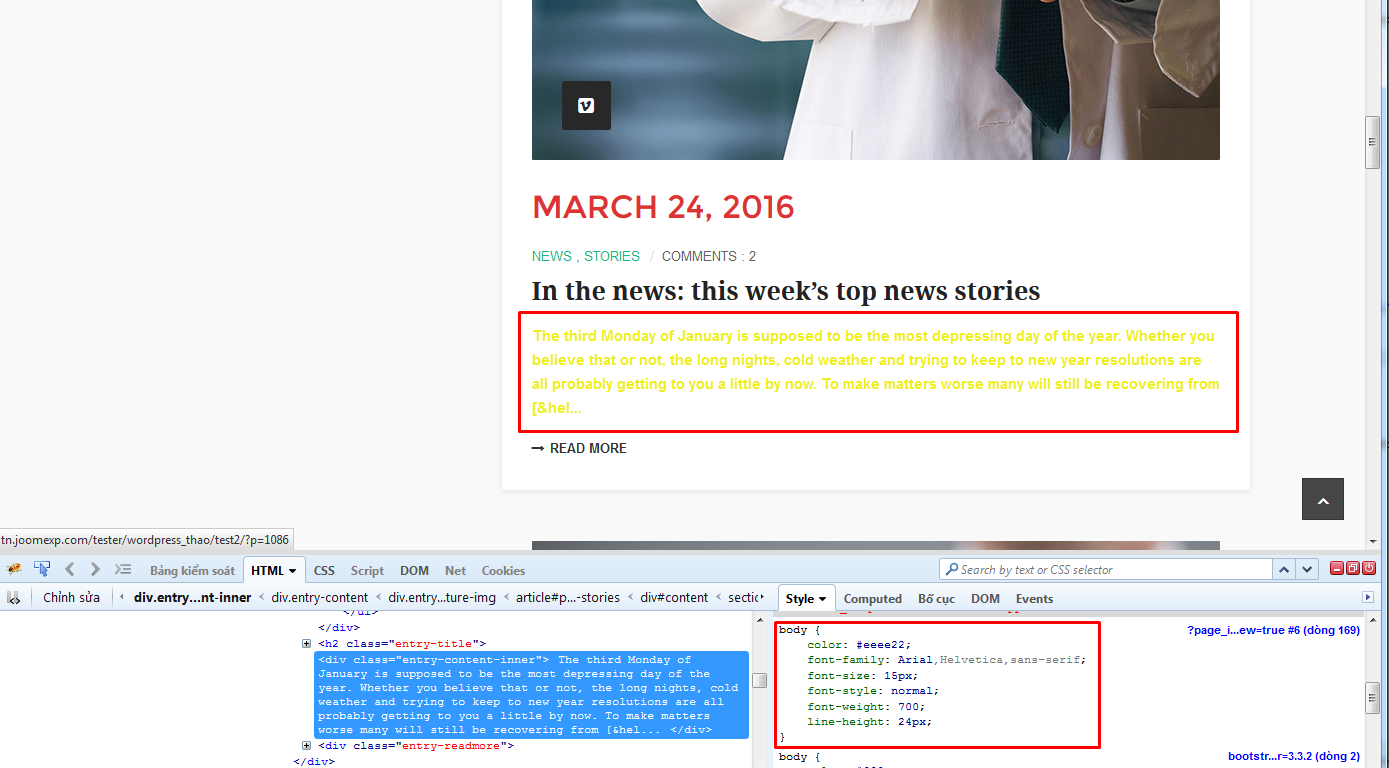 MARCH 24, 2016
NEWS , STORIES / COMMENTS : 2
In the news: this week’s top news stories
The third Monday of January is supposed to be the most depressing day of the year. Whether you
believe that or not, the long nights, cold weather and trying to keep to new year resolutions are
all probably getting to you a little by now. To make matters worse many will still be recovering from
[&hel...
→ READ MORE
tn.joomexp.com/tester/wordpress_thao/test2/?p=1086
Bảng kiểm soát HTML CSS Script DOM Net Cookies
Search by text or CSS selector
Chỉnh sửa div.entry...nt-inner < div.entry-content < div.entry...ture-img < article#p...-stories < div#content < sectic
Style Computed Bố cục DOM Events
</div>
<h2 class="entry-title">
<div class="entry-content-inner"> The third Monday of
January is supposed to be the most depressing day of the
year. Whether you believe that or not, the long nights, cold
weather and trying to keep to new year resolutions are all
probably getting to you a little by now. To make matters
worse many will still be recovering from [&hel... </div>
<div class="entry-readmore">
</div>
body {
?page_i...ew=true #6 (dòng 169)
color: #eeee22;
font-family: Arial,Helvetica,sans-serif;
font-size: 15px;
font-style: normal;
font-weight: 700;
line-height: 24px;
}
body {
bootstr...r=3.3.2 (dòng 2)